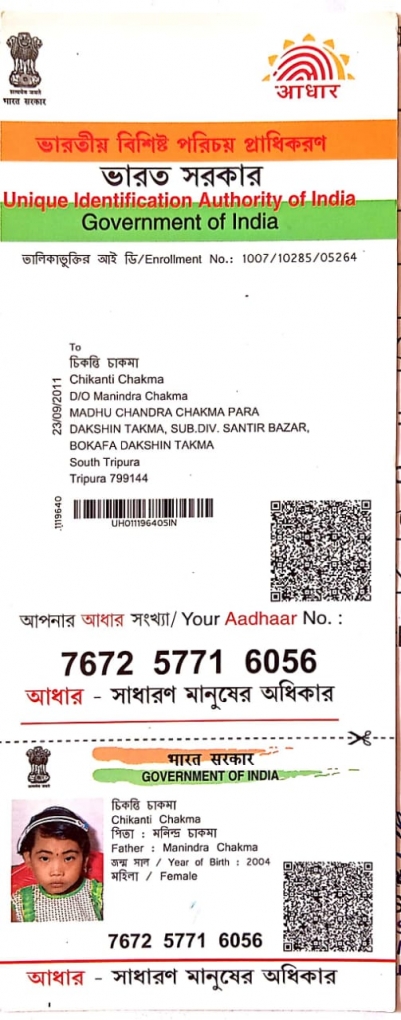 सत्यमेव जयते
भारत सरकार
आधार
ভারতীয় বিশিষ্ট পরিচয় প্রাধিকরণ
ভারত সরকার
Unique Identification Authority of India
Government of India
তালিকাভুক্তির আই ডি/Enrollment No.: 1007/10285/05264
To
চিকন্তি চাকমা
Chikanti Chakma
D/O Manindra Chakma
MADHU CHANDRA CHAKMA PARA
DAKSHIN TAKMA, SUB.DIV. SANTIR BAZAR,
BOKAFA DAKSHIN TAKMA
South Tripura
Tripura 799144
23/09/2011
.1119640
UH011196405IN
আপনার আধার সংখ্যা/ Your Aadhaar No. :
7672 5771 6056
আধার - সাধারণ মানুষের অধিকার
भारत सरकार
GOVERNMENT OF INDIA
চিকন্তি চাকমা
Chikanti Chakma
পিতা : মনিন্দ্র চাকমা
Father : Manindra Chakma
জন্ম সাল / Year of Birth : 2004
মহিলা / Female
7672 5771 6056
আধার - সাধারণ মানুষের অধিকার